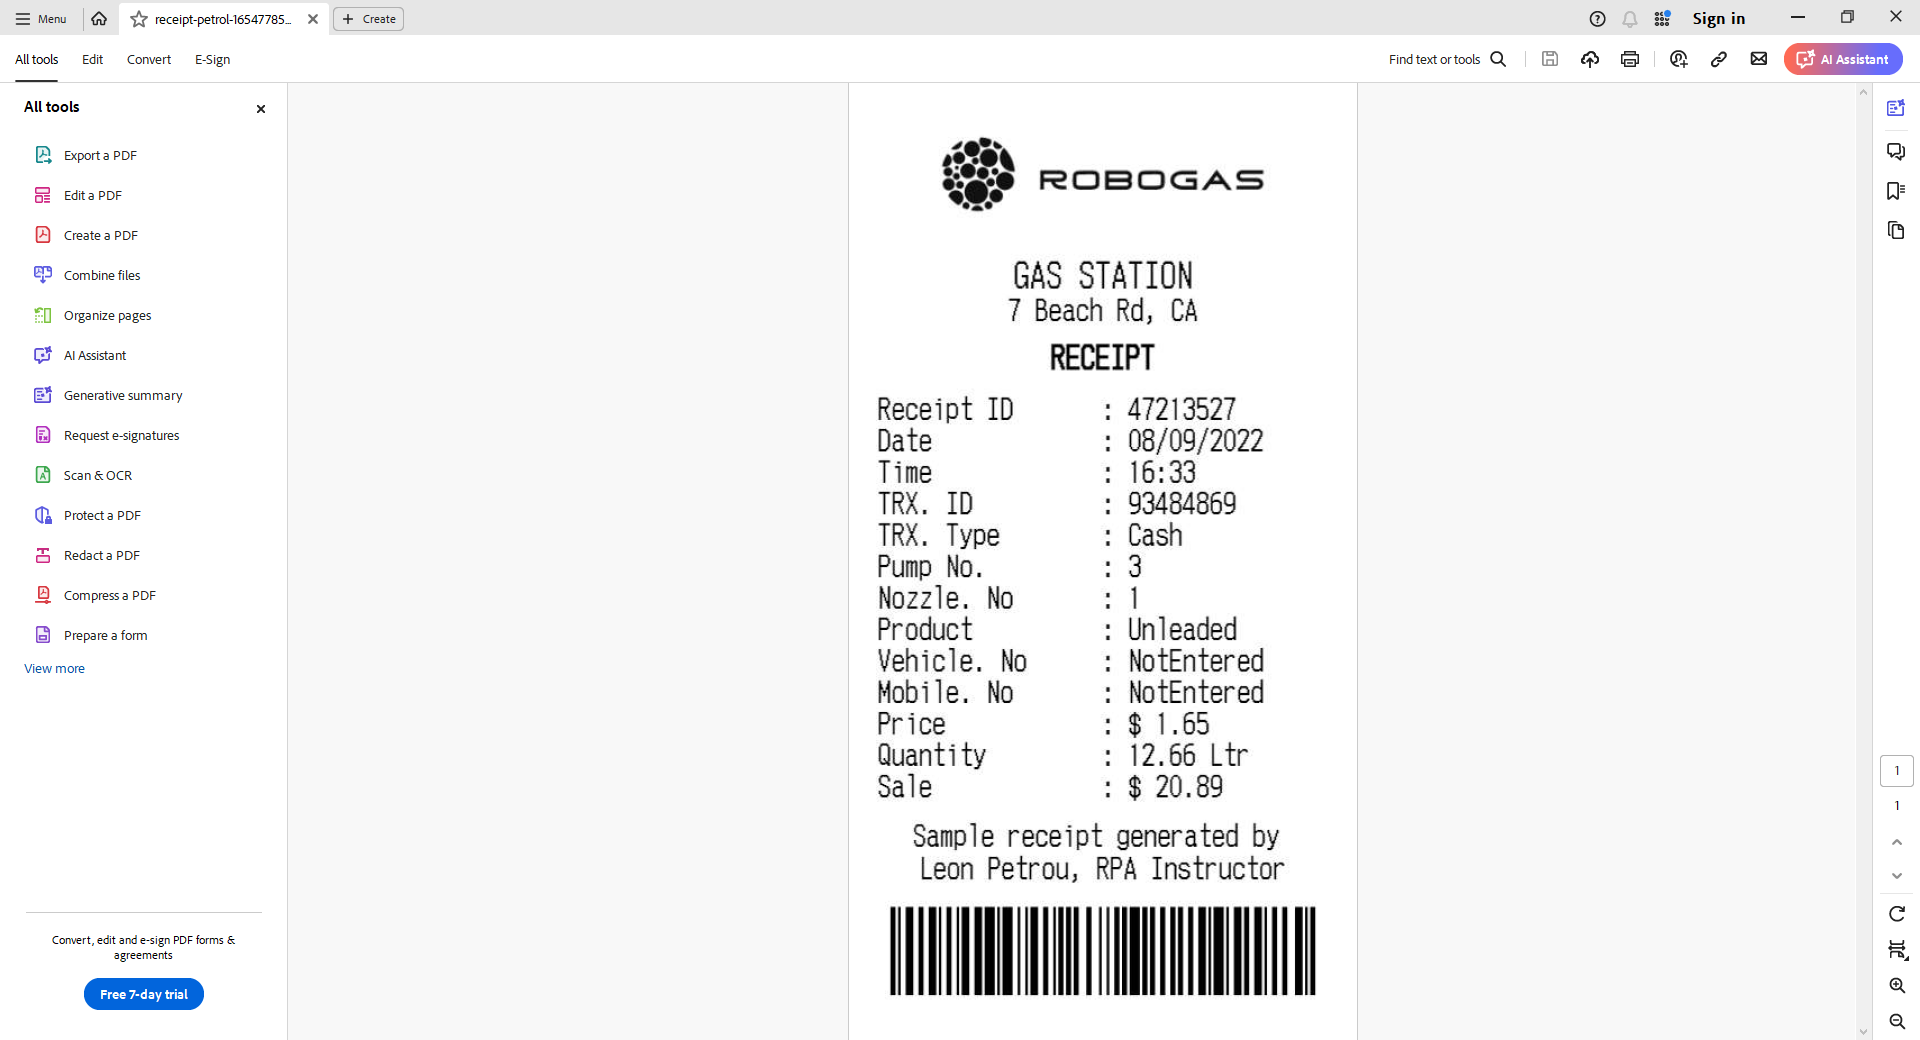 Menu
receipt-petrol-16547785...
Create
Sign in
All tools
Edit
Convert
E-Sign
Find text or tools
AI Assistant
All tools
Export a PDF
Edit a PDF
Create a PDF
Combine files
Organize pages
AI Assistant
Generative summary
Request e-signatures
Scan & OCR
Protect a PDF
Redact a PDF
Compress a PDF
Prepare a form
View more
Convert, edit and e-sign PDF forms &
agreements
Free 7-day trial
ROBOGAS
GAS STATION
7 Beach Rd, CA
RECEIPT
Receipt ID : 47213527
Date : 08/09/2022
Time : 16:33
TRX. ID : 93484869
TRX. Type : Cash
Pump No. : 3
Nozzle. No : 1
Product : Unleaded
Vehicle. No : NotEntered
Mobile. No : NotEntered
Price : $ 1.65
Quantity : 12.66 Ltr
Sale : $ 20.89
Sample receipt generated by
Leon Petrou, RPA Instructor
1
1